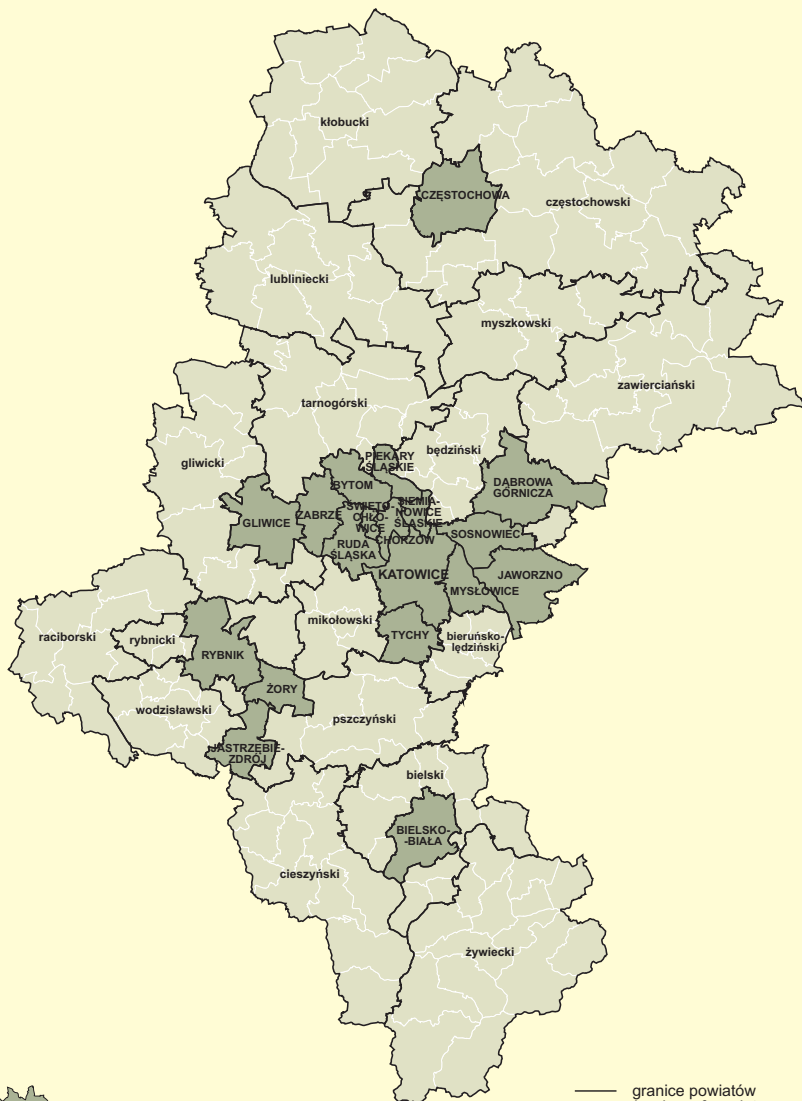 kłobucki
CZĘSTOCHOWA
częstochowski
lubliniecki
myszkowski
zawierciański
tarnogórski
będziński
gliwicki
PIEKARY
ŚLĄSKIE
BYTOM
DĄBROWA
GÓRNICZA
GLIWICE
ZABRZE
ŚWIĘTO-
CHŁO-
WICE
SIEMIA-
NOWICE
ŚLĄSKIE
CHORZÓW
SOSNOWIEC
RUDA
ŚLĄSKA
KATOWICE
MYSŁOWICE
JAWORZNO
raciborski
rybnicki
RYBNIK
mikołowski
TYCHY
bieruńsko-
lędziński
ŻORY
wodzisławski
pszczyński
JASTRZĘBIE-
ZDRÓJ
bielski
BIELSKO-
-BIAŁA
cieszyński
żywiecki
granice powiatów